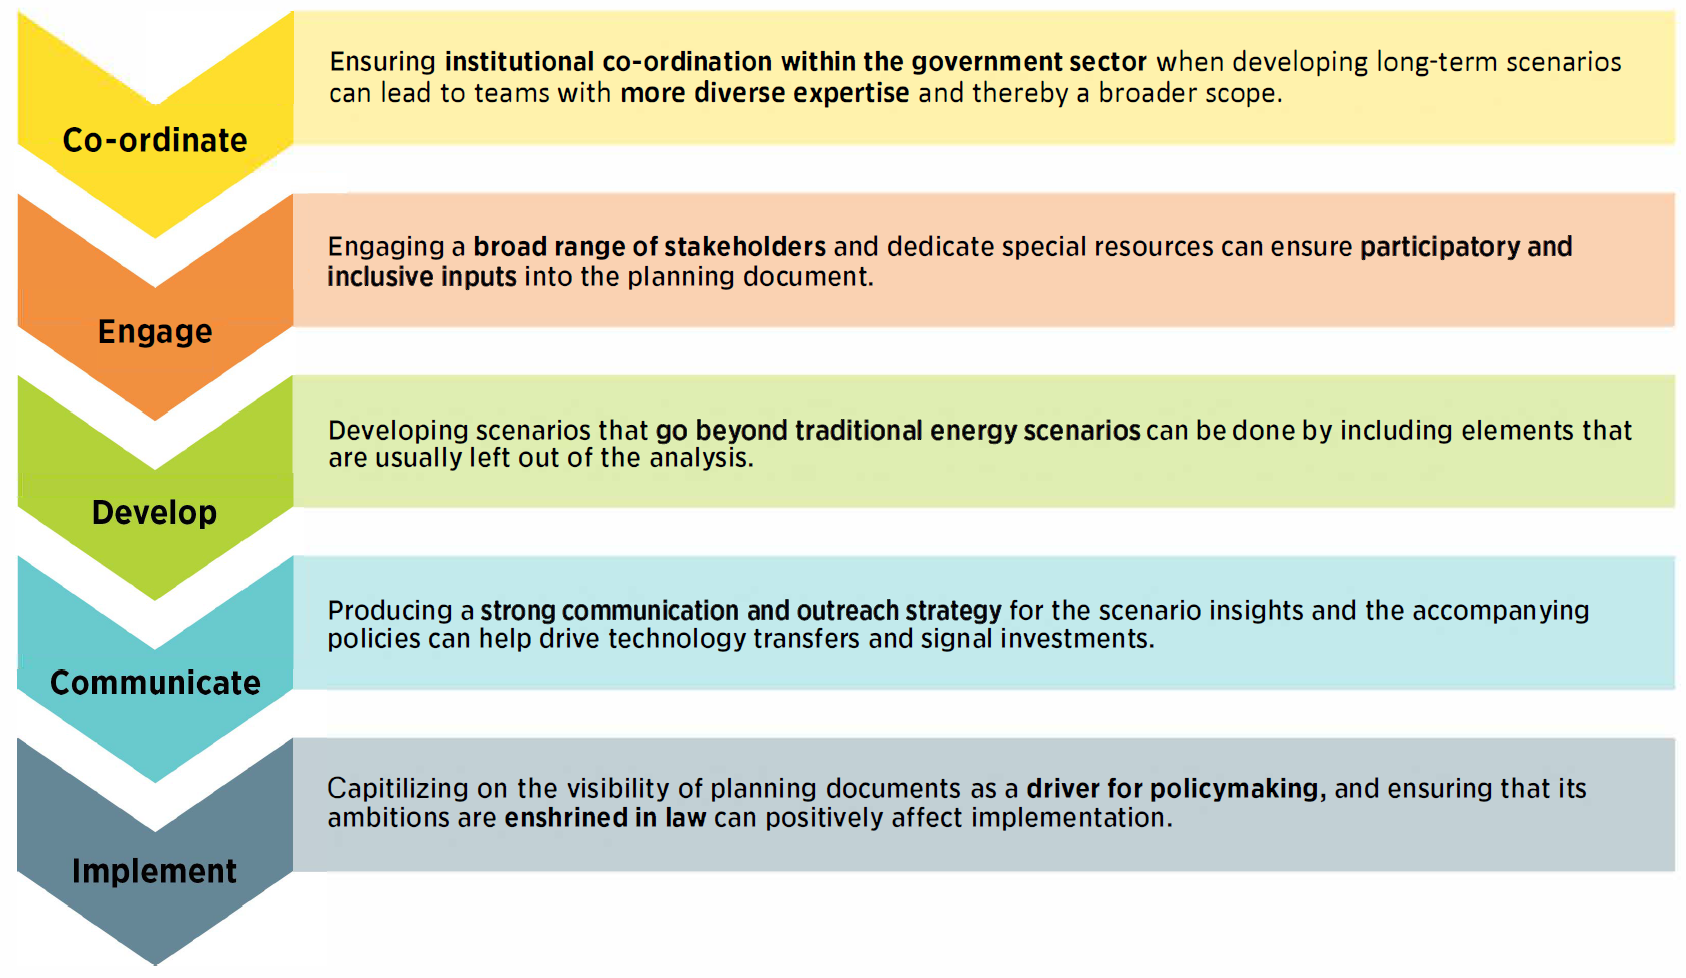 Ensuring institutional co-ordination within the government sector when developing long-term scenarios
can lead to teams with more diverse expertise and thereby a broader scope.
Co-ordinate
Engaging a broad range of stakeholders and dedicate special resources can ensure participatory and
inclusive inputs into the planning document.
Engage
Developing scenarios that go beyond traditional energy scenarios can be done by including elements that
are usually left out of the analysis.
Develop
Producing a strong communication and outreach strategy for the scenario insights and the accompanying
policies can help drive technology transfers and signal investments.
Communicate
Capitilizing on the visibility of planning documents as a driver for policymaking, and ensuring that its
ambitions are enshrined in law can positively affect implementation.
Implement